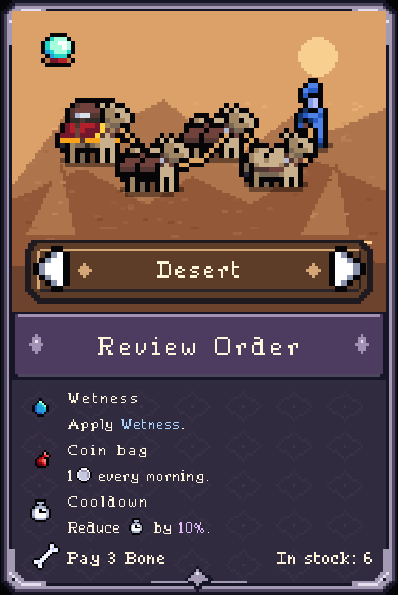 Desert
Review Order
Wetness
Apply Wetness.
Coin bag
1 every morning.
Cooldown
Reduce by 10%.
Pay 3 Bone
In stock: 6